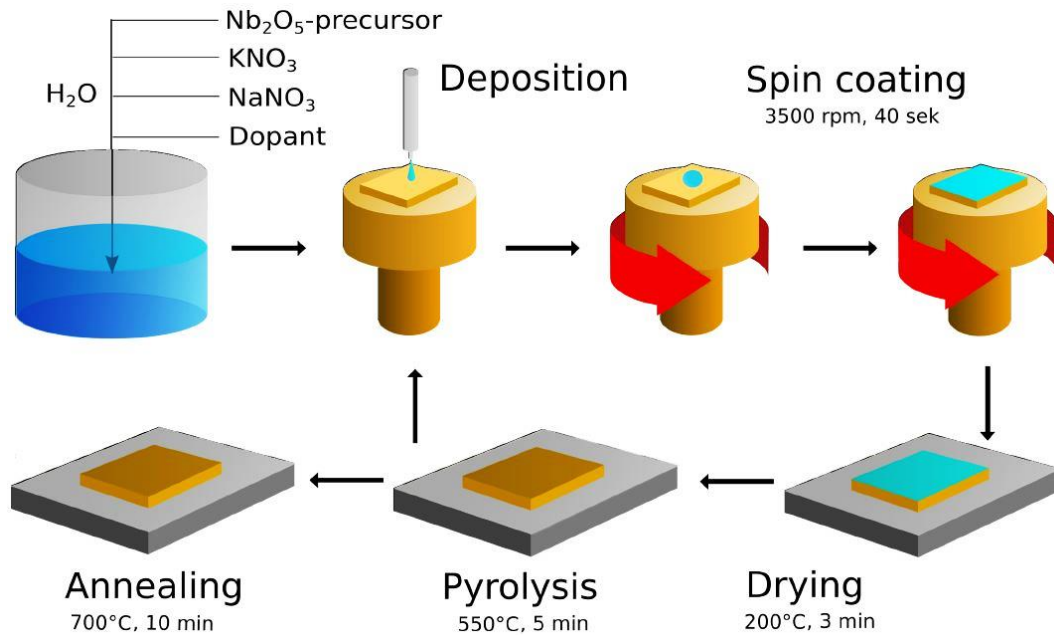 Nb₂O₅-precursor
KNO₃
H₂O
NaNO₃
Dopant
Deposition
Spin coating
3500 rpm, 40 sek
Annealing
700°C, 10 min
Pyrolysis
550°C, 5 min
Drying
200°C, 3 min